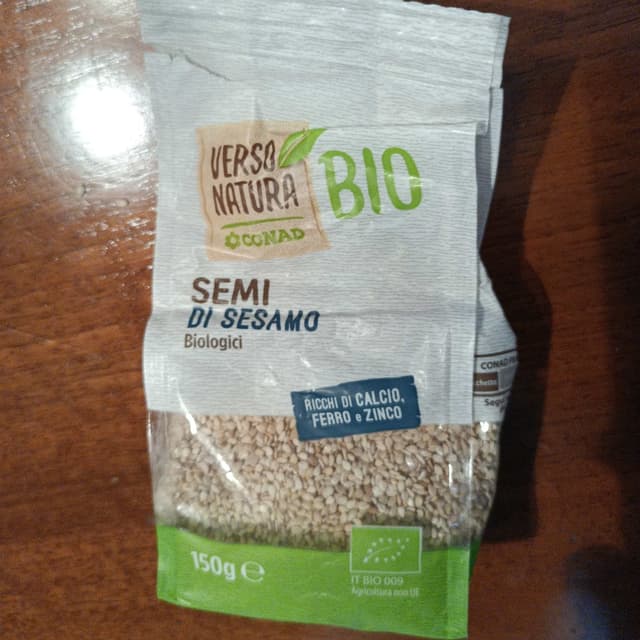 VERSO
NATURA
CONAD
BIO
SEMI
DI SESAMO
Biologici
RICCHI DI CALCIO,
FERRO e ZINCO
CONAD
150g e
IT BIO 009
Agricoltura non UE